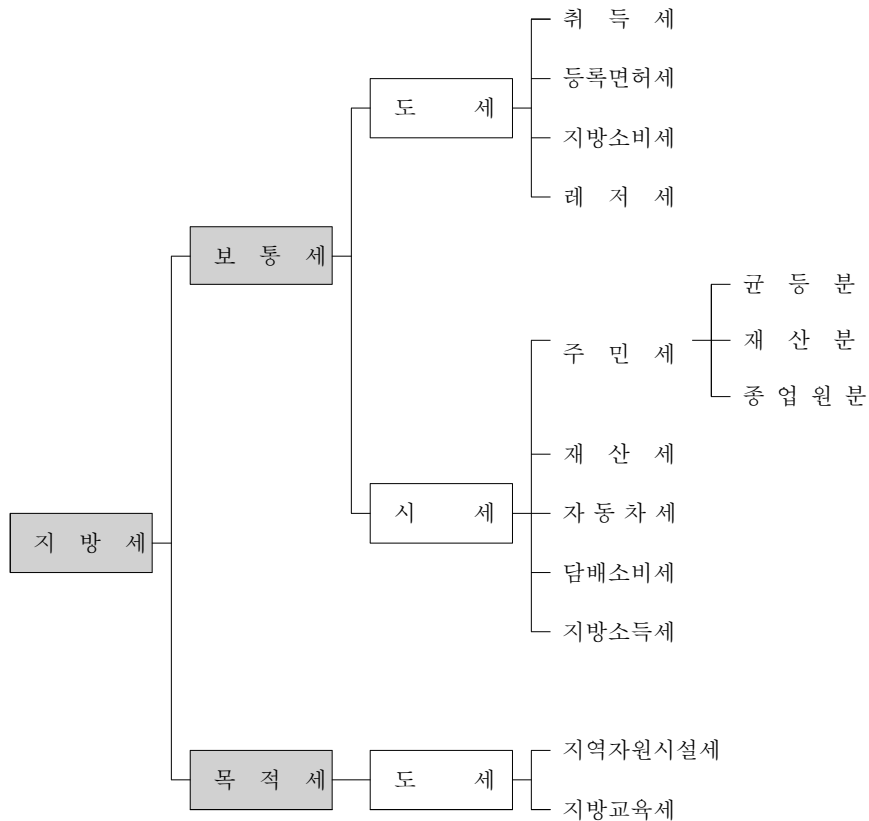 취 득 세
등록면허세
도 세
지방소비세
레 저 세
보 통 세
균 등 분
주 민 세
재 산 분
종 업 원 분
재 산 세
시 세
자 동 차 세
지 방 세
담배소비세
지방소득세
지역자원시설세
목 적 세
도 세
지방교육세